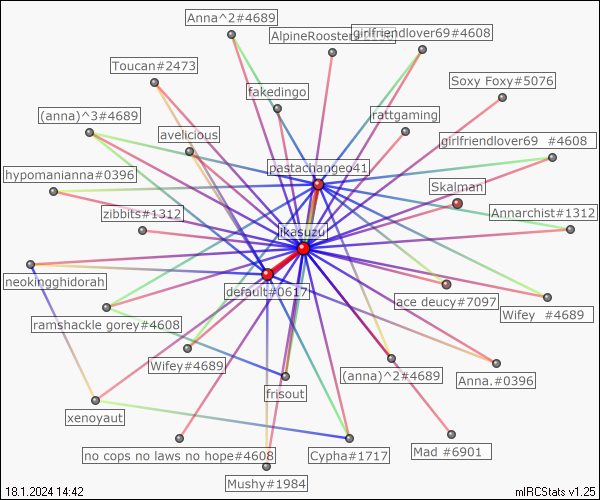 Anna^2#4689
girlfriendlover69#4608
AlpineRooster
Toucan#2473
Soxy Foxy#5076
fakedingo
(anna)^3#4689
rattgaming
avelicious
girlfriendlover69 #4608
pastachangeo41
hypomanianna#0396
Skalman
zibbits#1312
Annarchist#1312
ikasuzu
neokingghidorah
default#0617
ace deucy#7097
Wifey #4689
ramshackle gorey#4608
Wifey#4689
(anna)^2#4689
Anna.#0396
frisout
xenoyaut
no cops no laws no hope#4608
Cypha#1717
Mad #6901
Mushy#1984
18.1.2024 14:42
mIRCStats v1.25